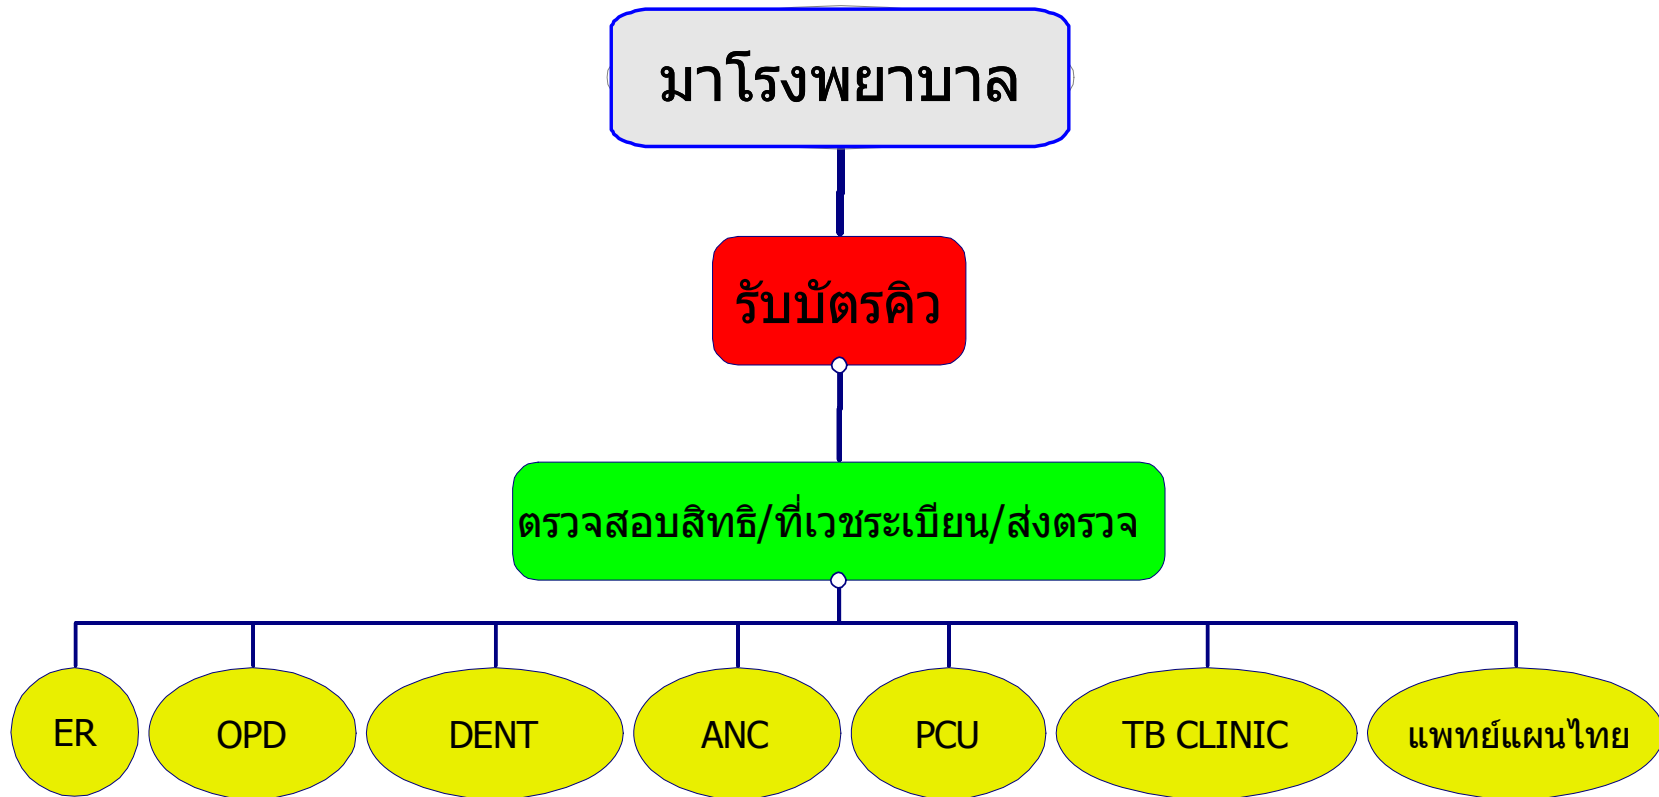 มาโรงพยาบาล
รับบัตรคิว
ตรวจสอบสิทธิ/ที่เวชระเบียน/ส่งตรวจ
ER
OPD
DENT
ANC
PCU
TB CLINIC
แพทย์แผนไทย